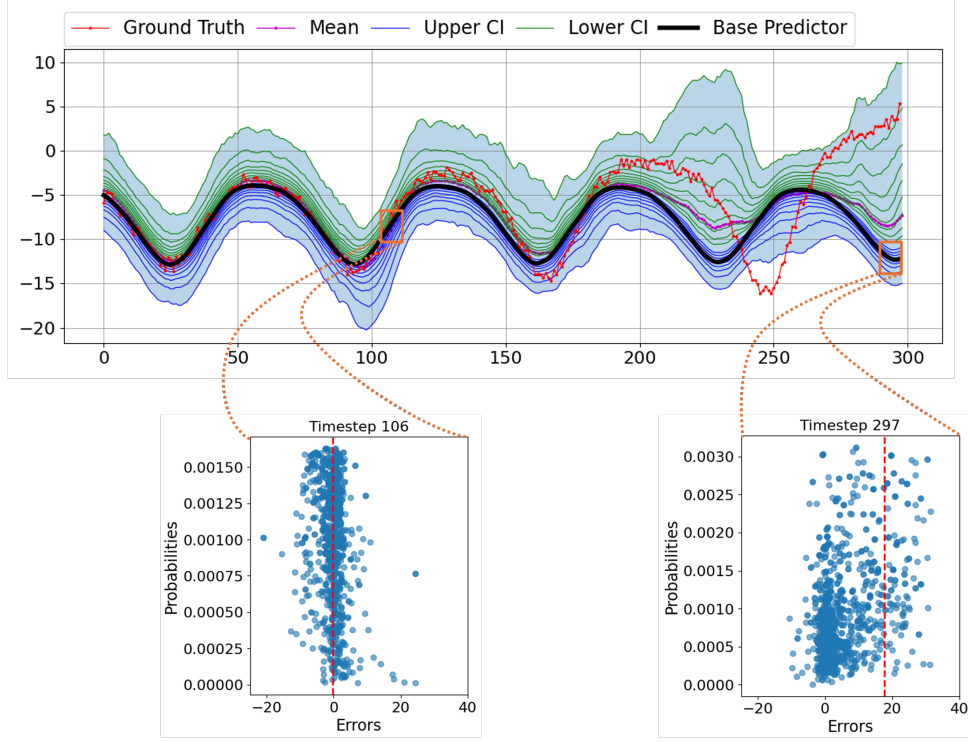 Ground Truth Mean Upper CI Lower CI Base Predictor
10
5
0
−5
−10
−15
−20
0 50 100 150 200 250 300
Timestep 106
0.00150
0.00125
0.00100
0.00075
0.00050
0.00025
0.00000
Probabilities
−20 0 20 40
Errors
Timestep 297
0.0030
0.0025
0.0020
0.0015
0.0010
0.0005
0.0000
Probabilities
−20 0 20 40
Errors